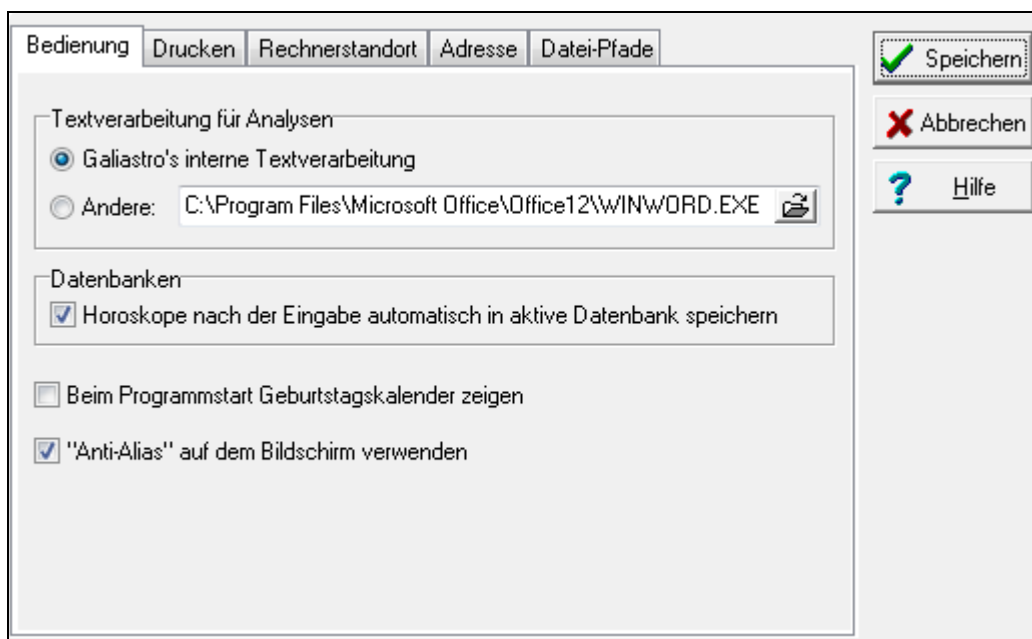 Bedienung Drucken Rechnerstandort Adresse Datei-Pfade
Textverarbeitung für Analysen
Galiastro's interne Textverarbeitung
Andere: C:\Program Files\Microsoft Office\Office12\WINWORD.EXE
Datenbanken
Horoskope nach der Eingabe automatisch in aktive Datenbank speichern
Beim Programmstart Geburtstagskalender zeigen
"Anti-Alias" auf dem Bildschirm verwenden
Speichern
Abbrechen
? Hilfe